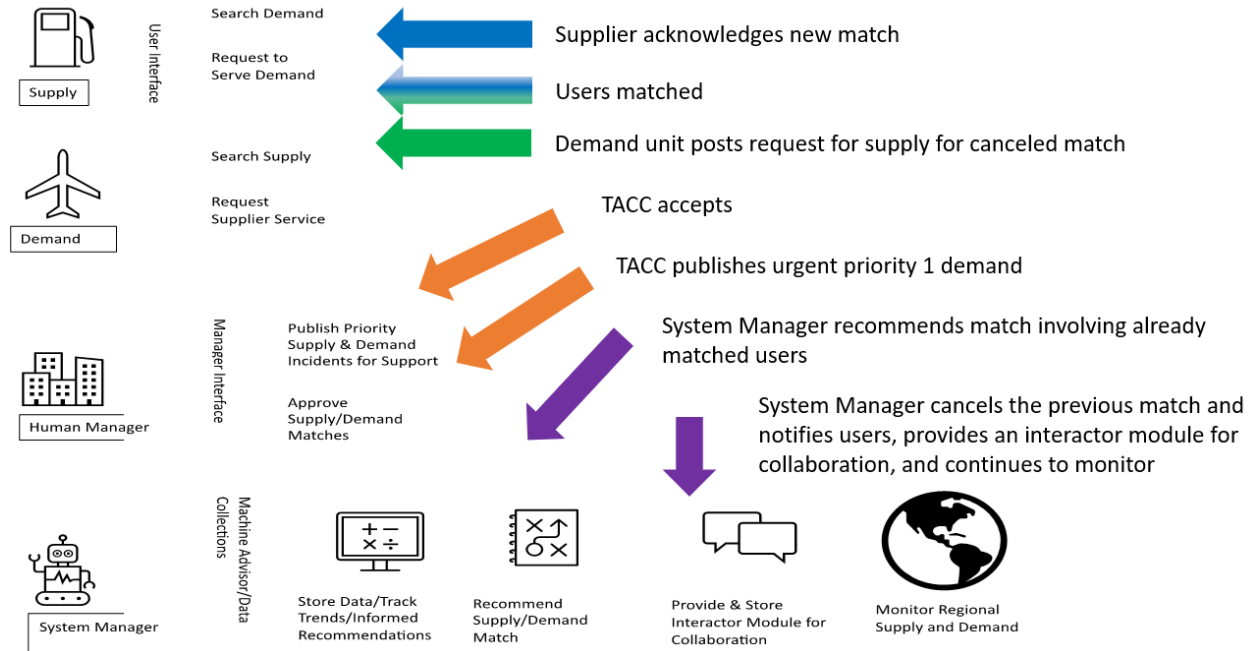 Search Demand
Supplier acknowledges new match
User Interface
Request to
Serve Demand
Supply
Users matched
Demand unit posts request for supply for canceled match
Search Supply
Request
Supplier Service
TACC accepts
Demand
TACC publishes urgent priority 1 demand
Manager Interface
Publish Priority
Supply & Demand
Incidents for Support
System Manager recommends match involving already
matched users
Approve
Supply/Demand
Matches
Human Manager
System Manager cancels the previous match and
notifies users, provides an interactor module for
collaboration, and continues to monitor
Machine Advisor/Data
Collections
+ −
× ÷
X
O X
Store Data/Track
Trends/Informed
Recommendations
Recommend
Supply/Demand
Match
Provide & Store
Interactor Module for
Collaboration
Monitor Regional
Supply and Demand
System Manager